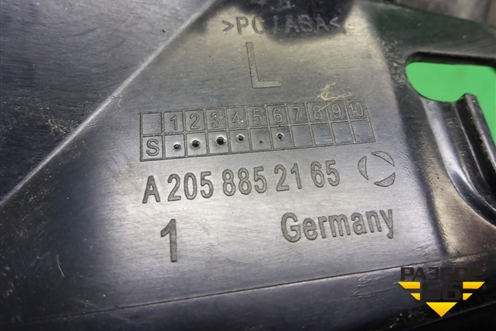 >PC/ASA<
L
1 2 3 4 5 6 7 8 9 10
S
A 205 885 21 65
1 Germany